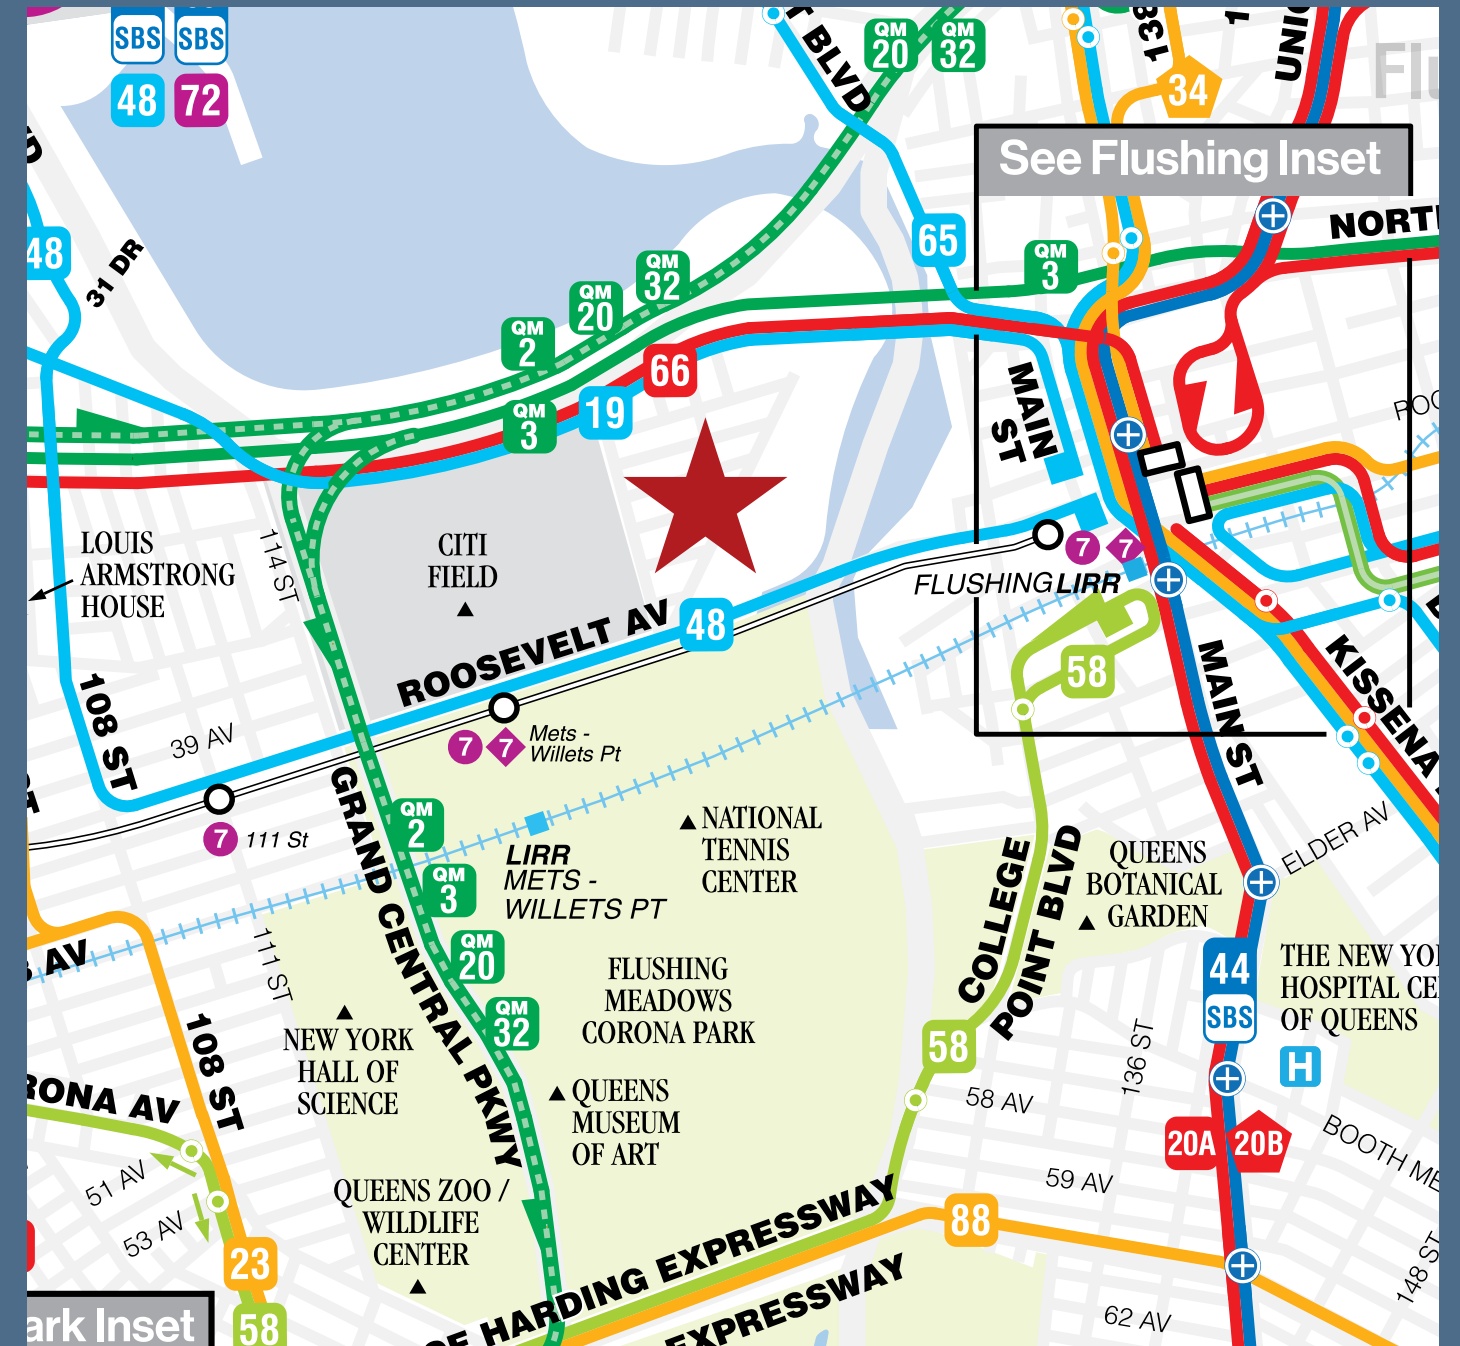 SBS SBS
48 72
T BLVD
QM 20
QM 32
138
1
UNIO
34
Flu
See Flushing Inset
48
31 DR
65
QM 3
NORT
QM 32
QM 20
QM 2
66
19
QM 3
MAIN
ST
ROO
LOUIS
ARMSTRONG
HOUSE
114 ST
CITI
FIELD
7 7
FLUSHING LIRR
ROOSEVELT AV
48
58
MAIN ST
KISSENA
108 ST
39 AV
7 7 Mets -
Willets Pt
7 111 St
GRAND CENTRAL PKWY
QM 2
NATIONAL
TENNIS
CENTER
LIRR
METS -
WILLETS PT
QM 3
COLLEGE
POINT BLVD
QUEENS
BOTANICAL
GARDEN
ELDER AV
AV
111 ST
QM 20
FLUSHING
MEADOWS
CORONA PARK
44
SBS
THE NEW YO
HOSPITAL CE
OF QUEENS
H
QM 32
NEW YORK
HALL OF
SCIENCE
108 ST
58
136 ST
RONA AV
QUEENS
MUSEUM
OF ART
58 AV
20A 20B
BOOTH ME
51 AV
53 AV
59 AV
QUEENS ZOO /
WILDLIFE
CENTER
88
23
148 ST
OF HARDING EXPRESSWAY
EXPRESSWAY
62 AV
ark Inset
58